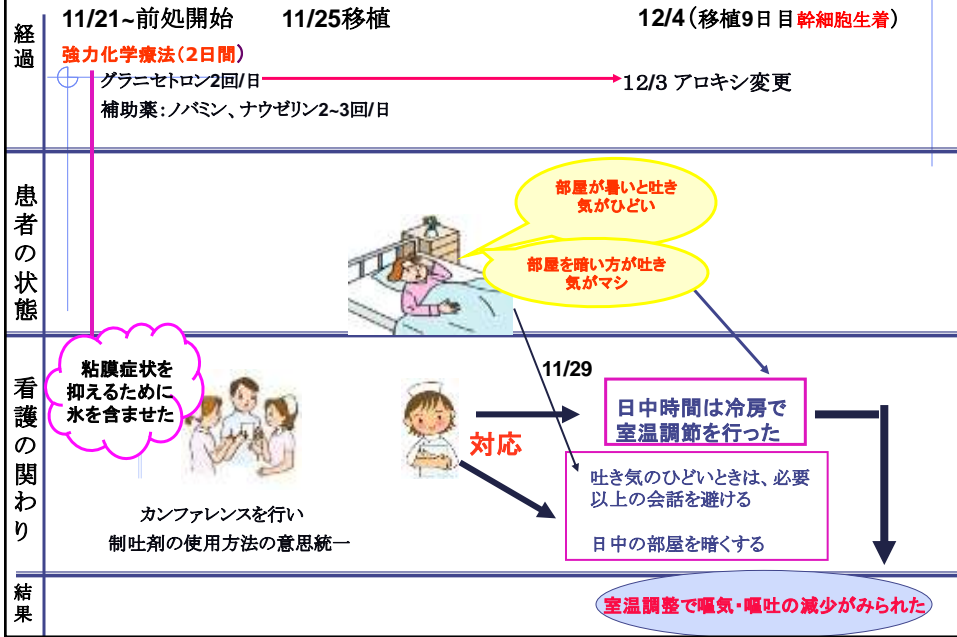 経過
11/21~前処開始
11/25移植
12/4(移植9日目幹細胞生着)
強力化学療法(2日間)
グラニセトロン2回/日
12/3 アロキシ変更
補助薬:ノバミン、ナウゼリン2~3回/日
患者の状態
部屋が暑いと吐き
気がひどい
部屋を暗い方が吐き
気がマシ
看護の関わり
粘膜症状を
抑えるために
氷を含ませた
11/29
対応
日中時間は冷房で
室温調節を行った
吐き気のひどいときは、必要
以上の会話を避ける
日中の部屋を暗くする
カンファレンスを行い
制吐剤の使用方法の意思統一
結果
室温調整で嘔気・嘔吐の減少がみられた